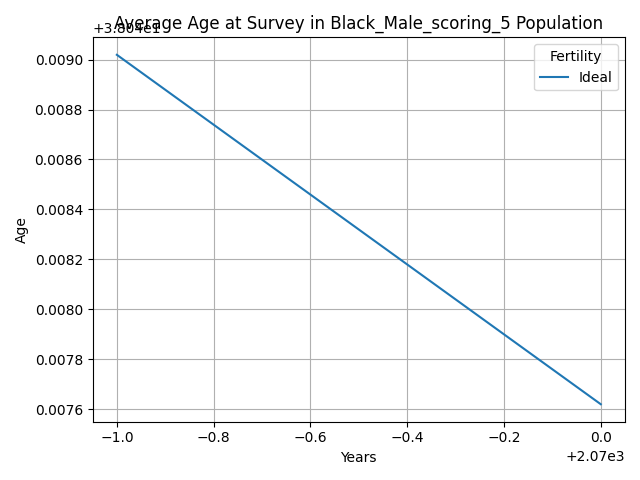 Average Age at Survey in Black_Male_scoring_5 Population
+3.804e1
0.0090
0.0088
0.0086
0.0084
0.0082
0.0080
0.0078
0.0076
Age
Fertility
Ideal
−1.0 −0.8 −0.6 −0.4 −0.2 0.0
Years
+2.07e3